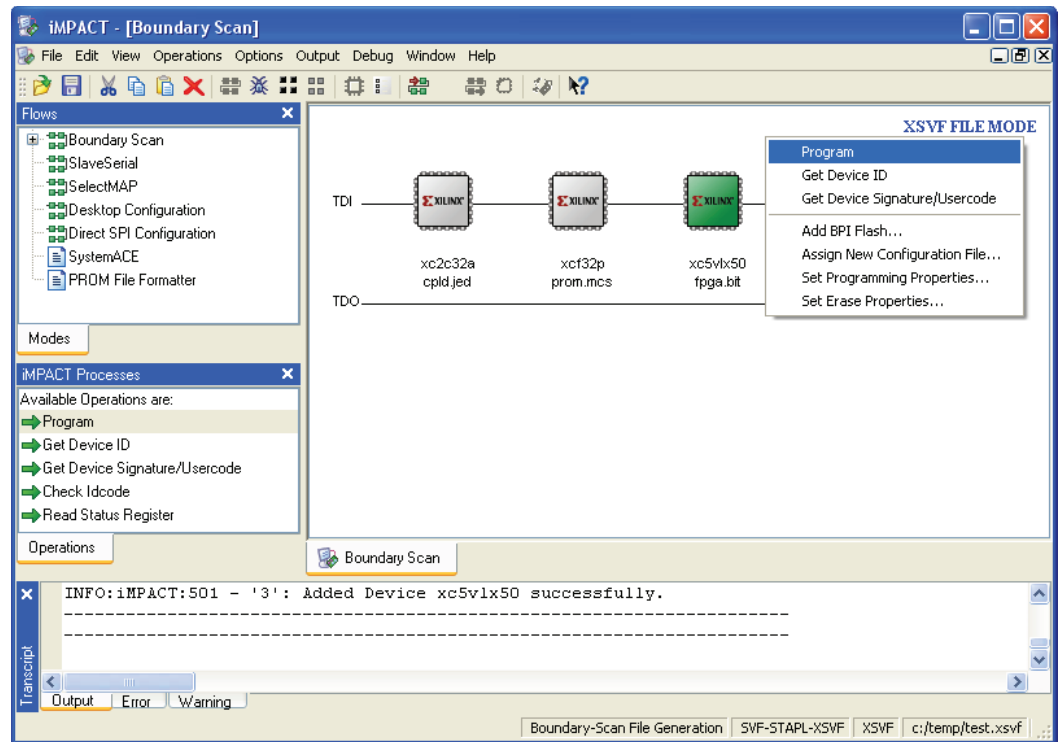 iMPACT - [Boundary Scan]
File Edit View Operations Options Output Debug Window Help
Flows
Boundary Scan
SlaveSerial
SelectMAP
Desktop Configuration
Direct SPI Configuration
SystemACE
PROM File Formatter
Modes
iMPACT Processes
Available Operations are:
Program
Get Device ID
Get Device Signature/Usercode
Check Idcode
Read Status Register
Operations
XSVF FILE MODE
TDI
XILINX
XILINX
XILINX
xc2c32a
cpld.jed
xcf32p
prom.mcs
xc5vlx50
fpga.bit
TDO
Program
Get Device ID
Get Device Signature/Usercode
Add BPI Flash...
Assign New Configuration File...
Set Programming Properties...
Set Erase Properties...
Boundary Scan
INFO:iMPACT:501 - '3': Added Device xc5vlx50 successfully.
----------------------------------------------------------------------
----------------------------------------------------------------------
Transcript
Output Error Warning
Boundary-Scan File Generation SVF-STAPL-XSVF XSVF c:/temp/test.xsvf